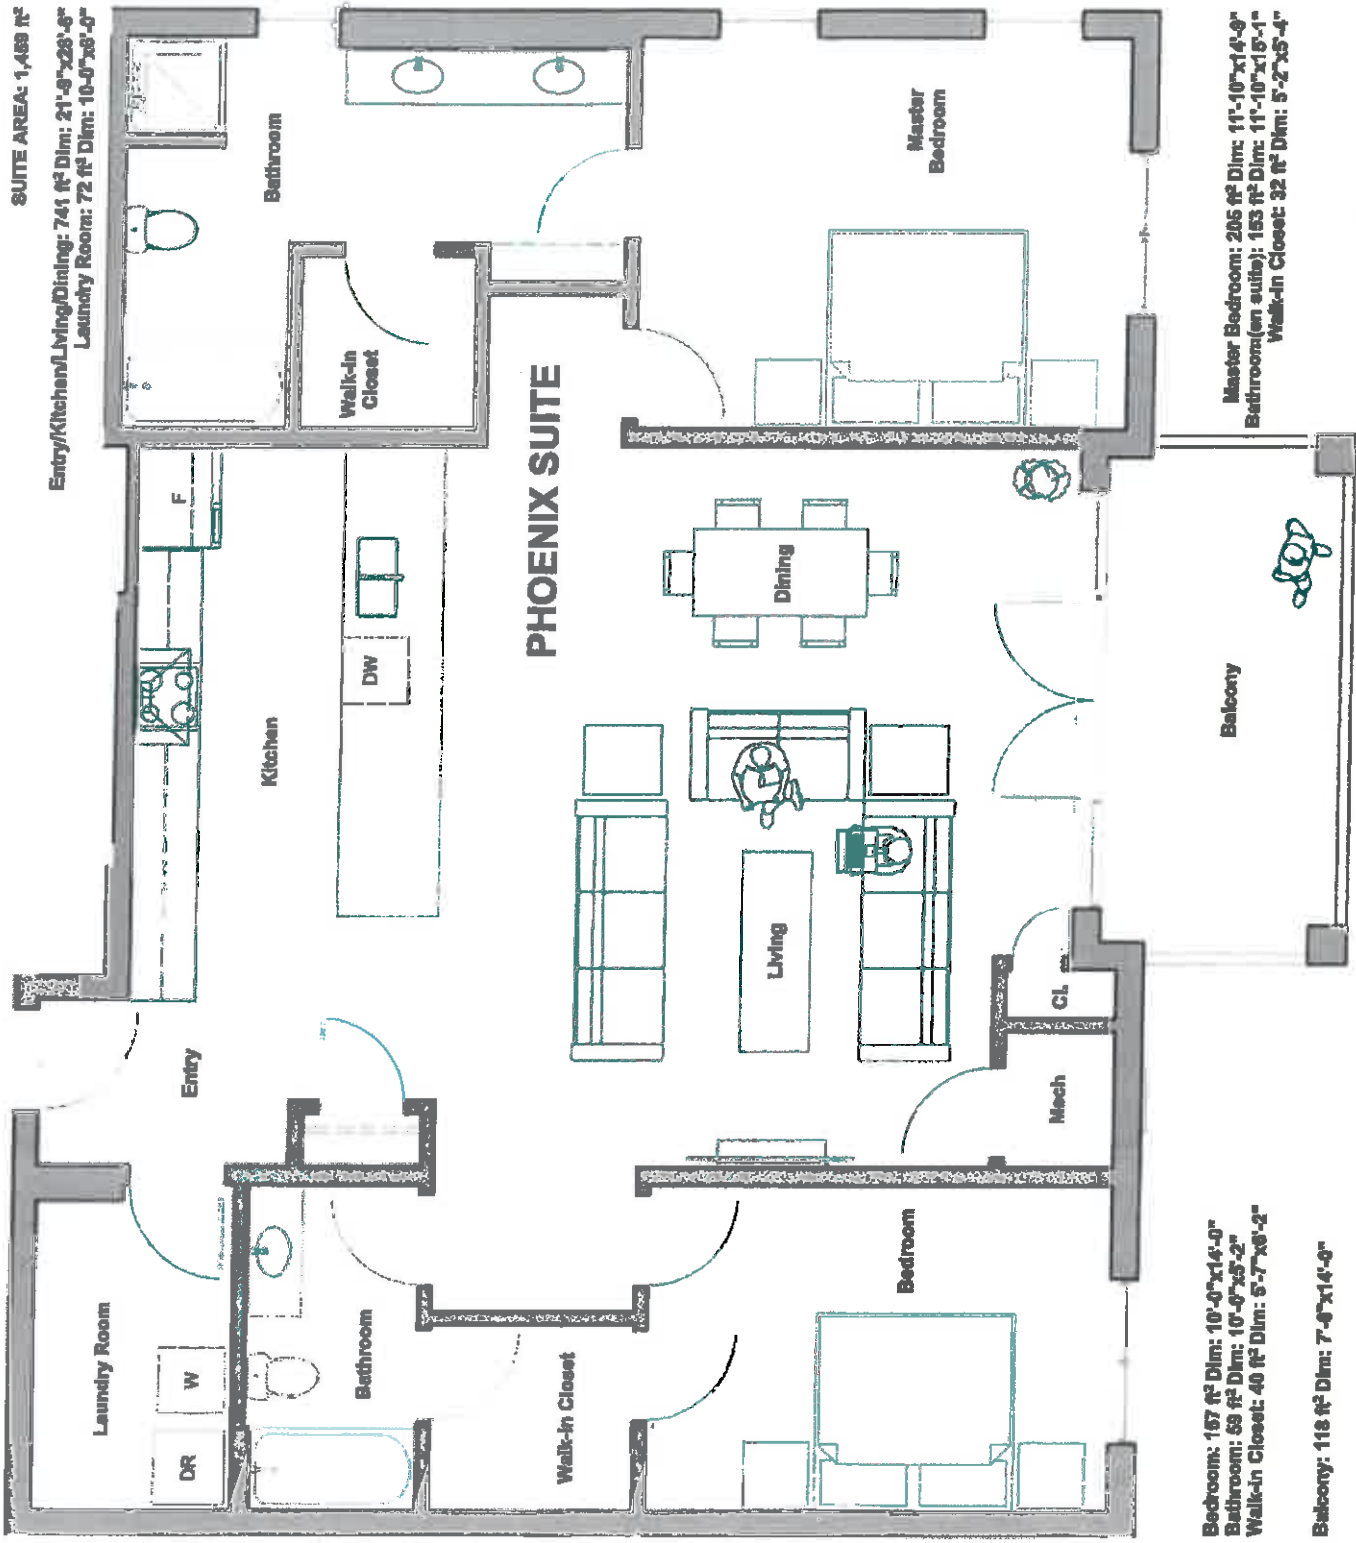 SUITE AREA: 1,459 ft²
Entry/Kitchen/Living/Dining: 741 ft² Dim: 21'-9"x28'-6"
Laundry Room: 72 ft² Dim: 10-0"x6'-0"
Master Bedroom: 205 ft² Dim: 11'-10"x14'-9"
Bathroom(en suite): 153 ft² Dim: 11'-10"x15'-1"
Walk-in Closet: 32 ft² Dim: 5'-2"x5'-4"
Bathroom
Walk-in
Closet
Master
Bedroom
PHOENIX SUITE
F
DW
Kitchen
Dining
Living
Balcony
Entry
CL
Mech
Laundry Room
W
DR
Bathroom
Walk-in Closet
Bedroom
Bedroom: 157 ft² Dim: 10'-0"x14'-0"
Bathroom: 59 ft² Dim: 10'-0"x5'-2"
Walk-in Closet: 40 ft² Dim: 5'-7"x6'-2"
Balcony: 118 ft² Dim: 7'-9"x14'-9"